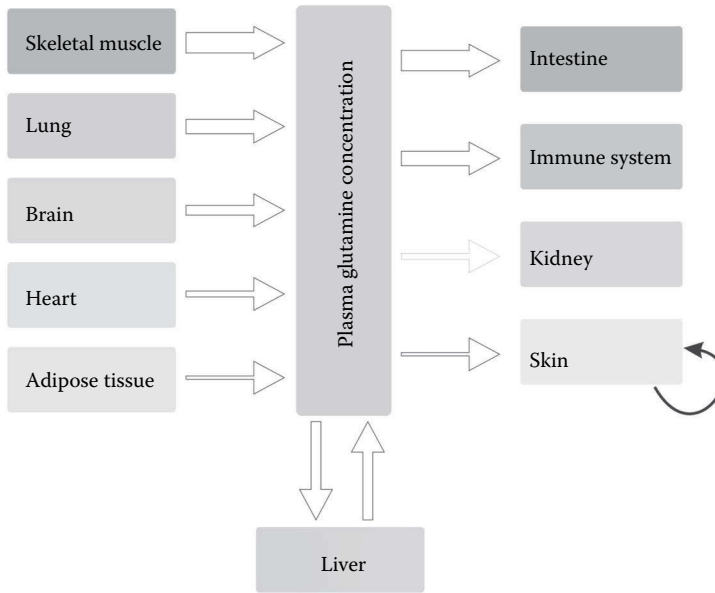 Skeletal muscle
Lung
Brain
Heart
Adipose tissue
Plasma glutamine concentration
Intestine
Immune system
Kidney
Skin
Liver